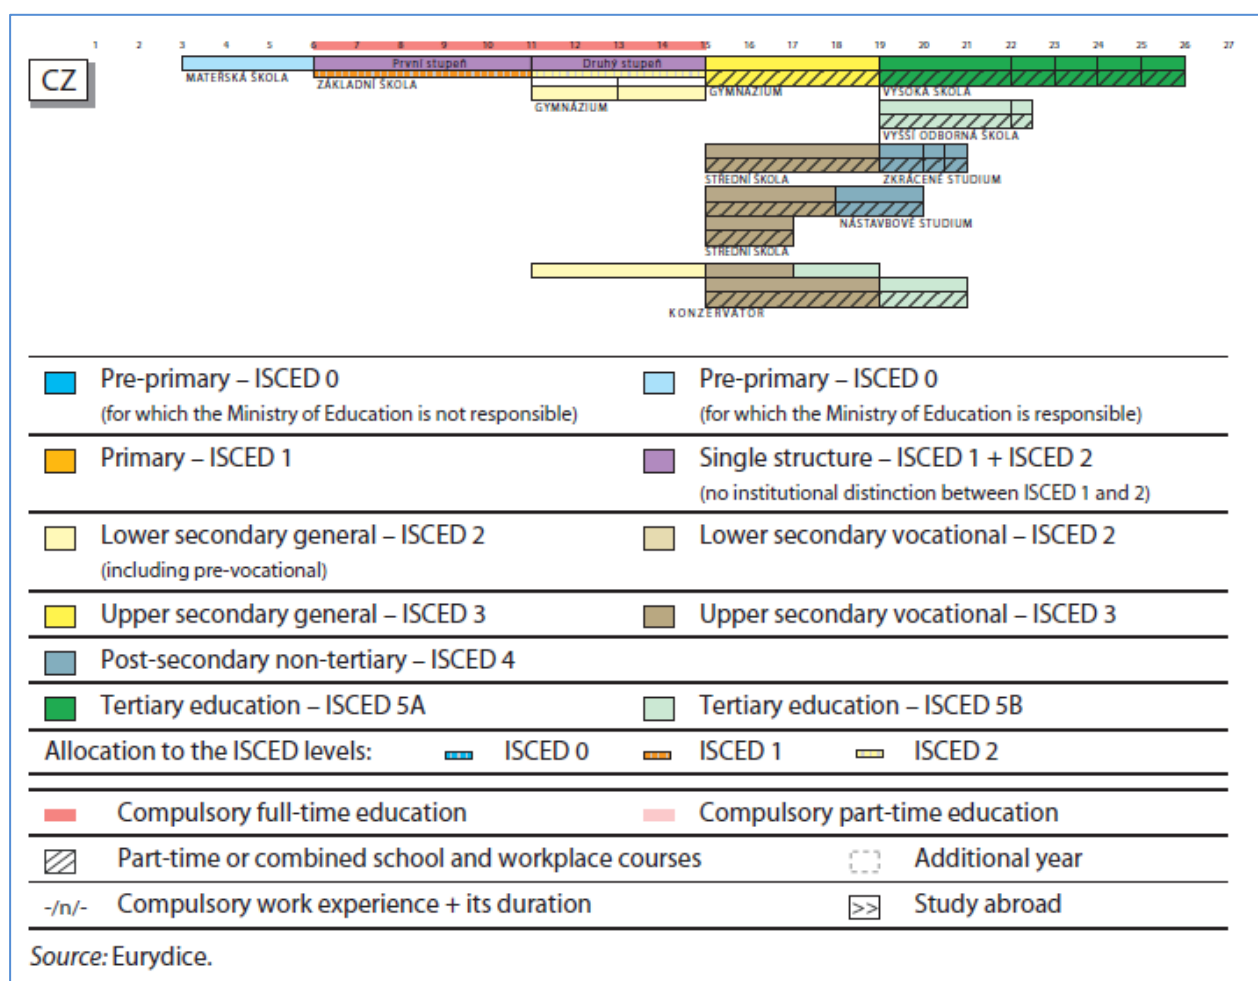 1 2 3 4 5 6 7 8 9 10 11 12 13 14 15 16 17 18 19 20 21 22 23 24 25 26 27
CZ
První stupeň Druhý stupeň
MATEŘSKÁ ŠKOLA ZÁKLADNÍ ŠKOLA GYMNÁZIUM VYSOKÁ ŠKOLA
GYMNÁZIUM
VYŠŠÍ ODBORNÁ ŠKOLA
STŘEDNÍ ŠKOLA ZKRÁCENÉ STUDIUM
NÁSTAVBOVÉ STUDIUM
STŘEDNÍ ŠKOLA
KONZERVATOR
Pre-primary – ISCED 0 Pre-primary – ISCED 0
(for which the Ministry of Education is not responsible) (for which the Ministry of Education is responsible)
Primary – ISCED 1 Single structure – ISCED 1 + ISCED 2
(no institutional distinction between ISCED 1 and 2)
Lower secondary general – ISCED 2 Lower secondary vocational – ISCED 2
(including pre-vocational)
Upper secondary general – ISCED 3 Upper secondary vocational – ISCED 3
Post-secondary non-tertiary – ISCED 4
Tertiary education – ISCED 5A Tertiary education – ISCED 5B
Allocation to the ISCED levels: ISCED 0 ISCED 1 ISCED 2
Compulsory full-time education Compulsory part-time education
Part-time or combined school and workplace courses Additional year
-/n/- Compulsory work experience + its duration >> Study abroad
Source: Eurydice.